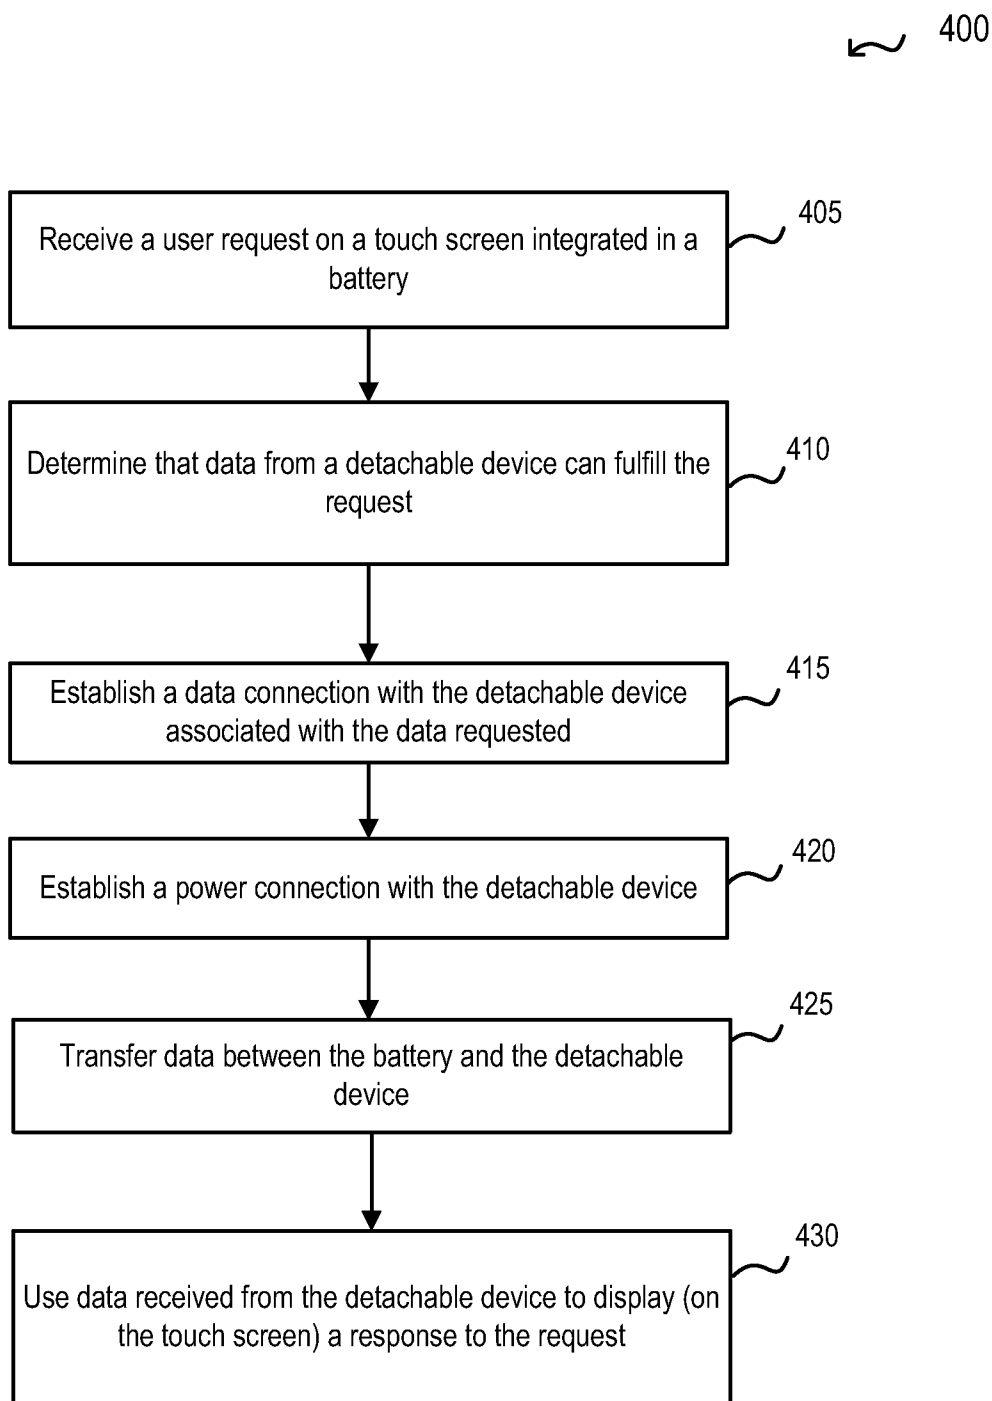 400
Receive a user request on a touch screen integrated in a
battery
405
Determine that data from a detachable device can fulfill the
request
410
Establish a data connection with the detachable device
associated with the data requested
415
Establish a power connection with the detachable device
420
Transfer data between the battery and the detachable
device
425
Use data received from the detachable device to display (on
the touch screen) a response to the request
430